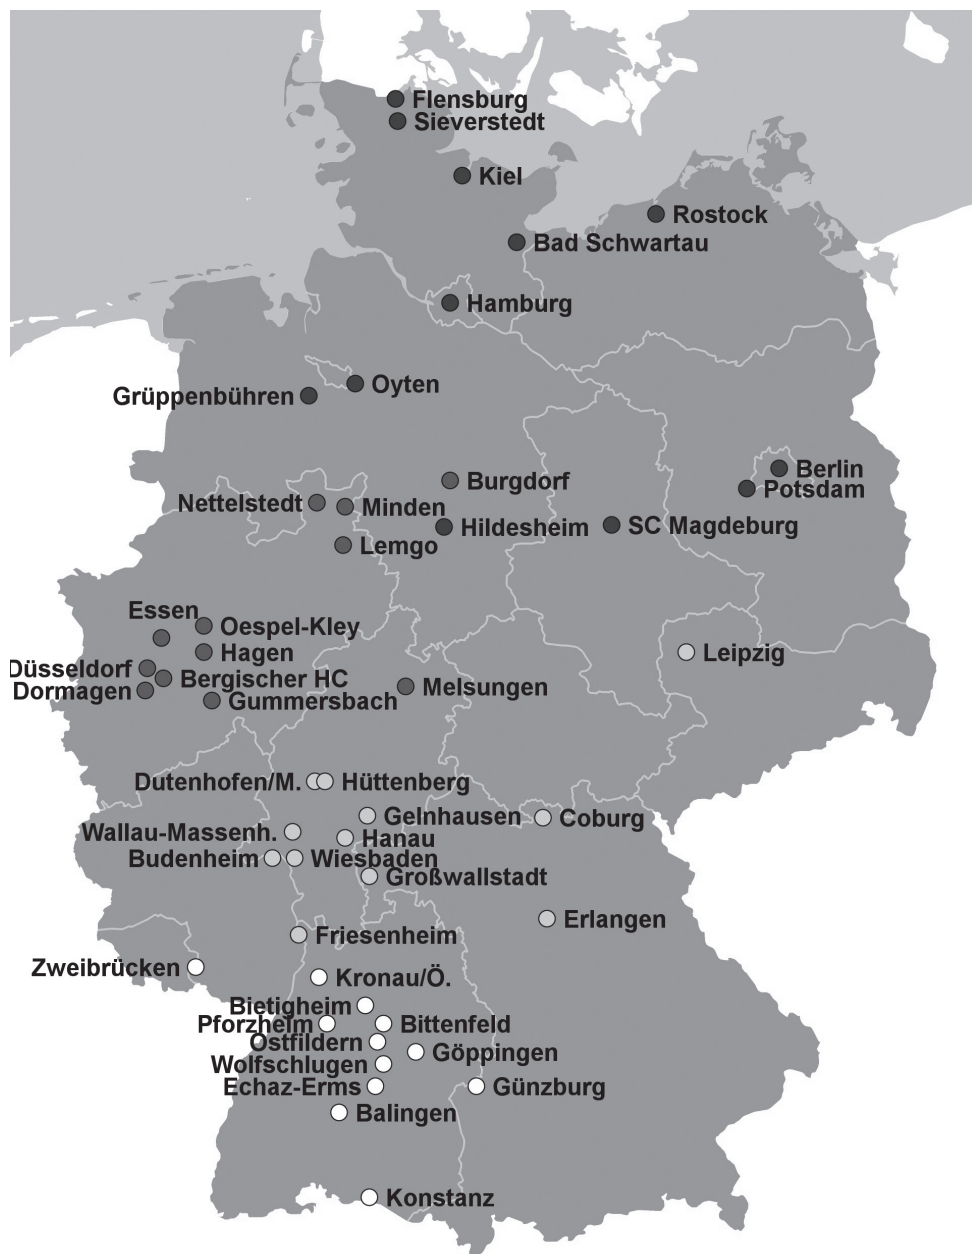 Flensburg
Sieverstedt
Kiel
Rostock
Bad Schwartau
Hamburg
Oyten
Grüppenbühren
Berlin
Burgdorf
Potsdam
Nettelstedt
Minden
Hildesheim
SC Magdeburg
Lemgo
Essen
Oespel-Kley
Hagen
Leipzig
Düsseldorf
Bergischer HC
Dormagen
Melsungen
Gummersbach
Dutenhofen/M.
Hüttenberg
Gelnhausen
Coburg
Wallau-Massenh.
Hanau
Budenheim
Wiesbaden
Großwallstadt
Erlangen
Friesenheim
Zweibrücken
Kronau/Ö.
Bietigheim
Pforzheim
Bittenfeld
Ostfildern
Göppingen
Wolfschlugen
Echaz-Erms
Günzburg
Balingen
Konstanz